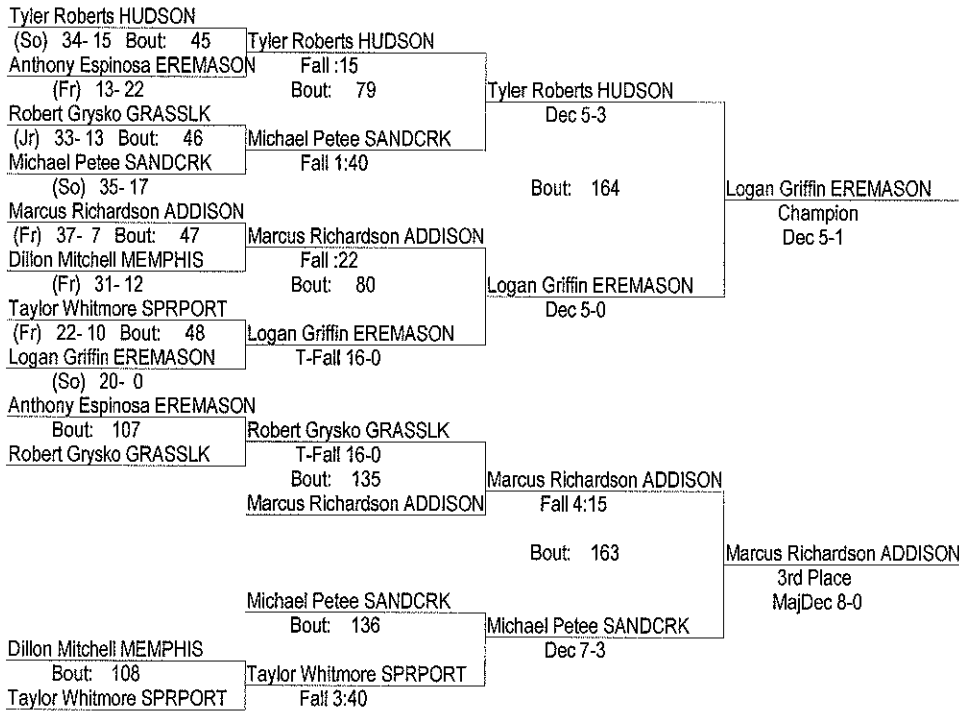 Tyler Roberts HUDSON
(So) 34- 15 Bout: 45
Tyler Roberts HUDSON
Anthony Espinosa EREMASON
Fall :15
(Fr) 13- 22
Bout: 79
Tyler Roberts HUDSON
Robert Grysko GRASSLK
Dec 5-3
(Jr) 33- 13 Bout: 46
Michael Petee SANDCRK
Michael Petee SANDCRK
Fall 1:40
(So) 35- 17
Bout: 164
Logan Griffin EREMASON
Marcus Richardson ADDISON
Champion
(Fr) 37- 7 Bout: 47
Marcus Richardson ADDISON
Dec 5-1
Dillon Mitchell MEMPHIS
Fall :22
(Fr) 31- 12
Bout: 80
Logan Griffin EREMASON
Taylor Whitmore SPRPORT
Dec 5-0
(Fr) 22- 10 Bout: 48
Logan Griffin EREMASON
Logan Griffin EREMASON
T-Fall 16-0
(So) 20- 0
Anthony Espinosa EREMASON
Bout: 107
Robert Grysko GRASSLK
Robert Grysko GRASSLK
T-Fall 16-0
Bout: 135
Marcus Richardson ADDISON
Marcus Richardson ADDISON
Fall 4:15
Bout: 163
Marcus Richardson ADDISON
3rd Place
Michael Petee SANDCRK
MajDec 8-0
Bout: 136
Michael Petee SANDCRK
Dillon Mitchell MEMPHIS
Dec 7-3
Bout: 108
Taylor Whitmore SPRPORT
Taylor Whitmore SPRPORT
Fall 3:40